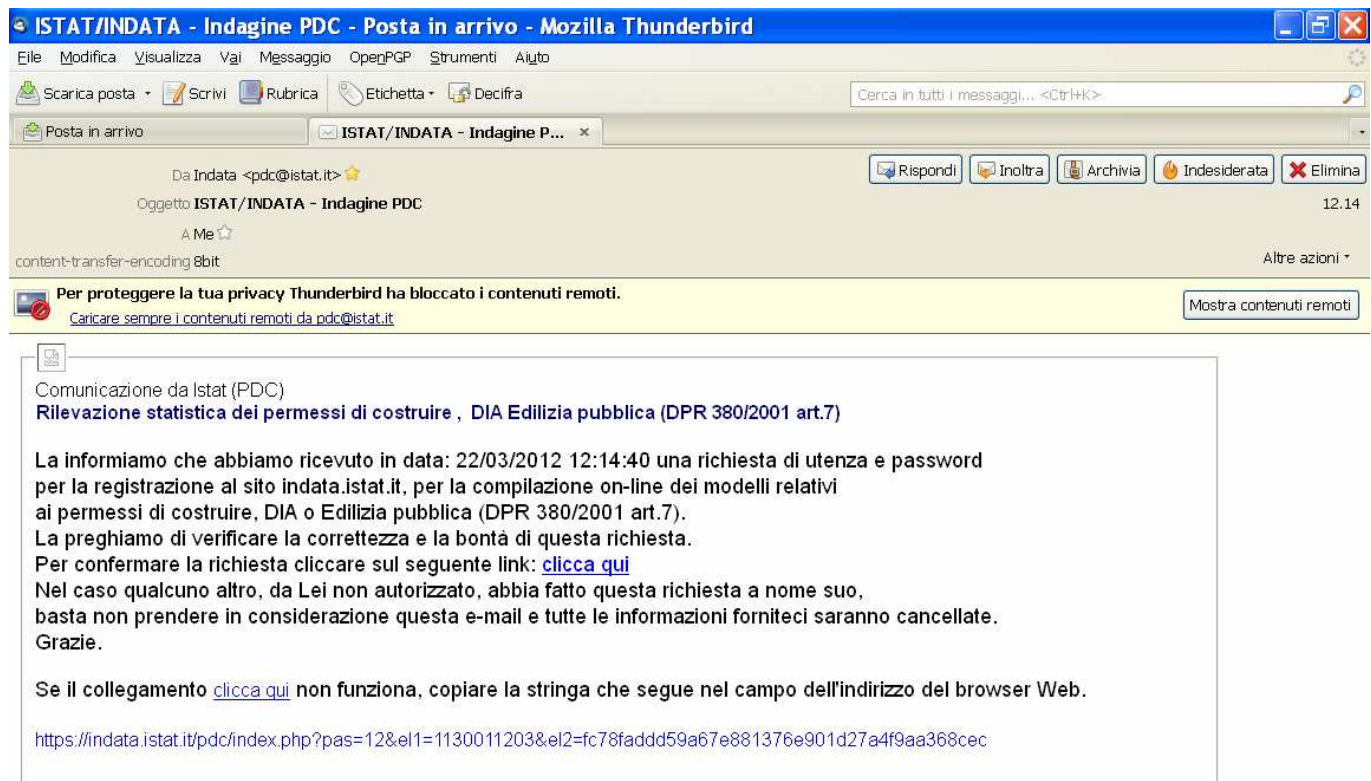 ISTAT/INDATA - Indagine PDC - Posta in arrivo - Mozilla Thunderbird
File Modifica Visualizza Vai Messaggio OpenPGP Strumenti Aiuto
Scarica posta Scrivi Rubrica Etichetta Decifra Cerca in tutti i messaggi... <Ctrl+K>
Posta in arrivo ISTAT/INDATA - Indagine P... ×
Da Indata <pdc@istat.it> Rispondi Inoltra Archivia Indesiderata Elimina
Oggetto ISTAT/INDATA - Indagine PDC 12.14
A Me
content-transfer-encoding 8bit Altre azioni
Per proteggere la tua privacy Thunderbird ha bloccato i contenuti remoti.
Caricare sempre i contenuti remoti da pdc@istat.it Mostra contenuti remoti
Comunicazione da Istat (PDC)
Rilevazione statistica dei permessi di costruire , DIA Edilizia pubblica (DPR 380/2001 art.7)
La informiamo che abbiamo ricevuto in data: 22/03/2012 12:14:40 una richiesta di utenza e password
per la registrazione al sito indata.istat.it, per la compilazione on-line dei modelli relativi
ai permessi di costruire, DIA o Edilizia pubblica (DPR 380/2001 art.7).
La preghiamo di verificare la correttezza e la bontà di questa richiesta.
Per confermare la richiesta cliccare sul seguente link: clicca qui
Nel caso qualcuno altro, da Lei non autorizzato, abbia fatto questa richiesta a nome suo,
basta non prendere in considerazione questa e-mail e tutte le informazioni forniteci saranno cancellate.
Grazie.
Se il collegamento clicca qui non funziona, copiare la stringa che segue nel campo dell'indirizzo del browser Web.
https://indata.istat.it/pdc/index.php?pas=12&el1=1130011203&el2=fc78faddd59a67e881376e901d27a4f9aa368cec